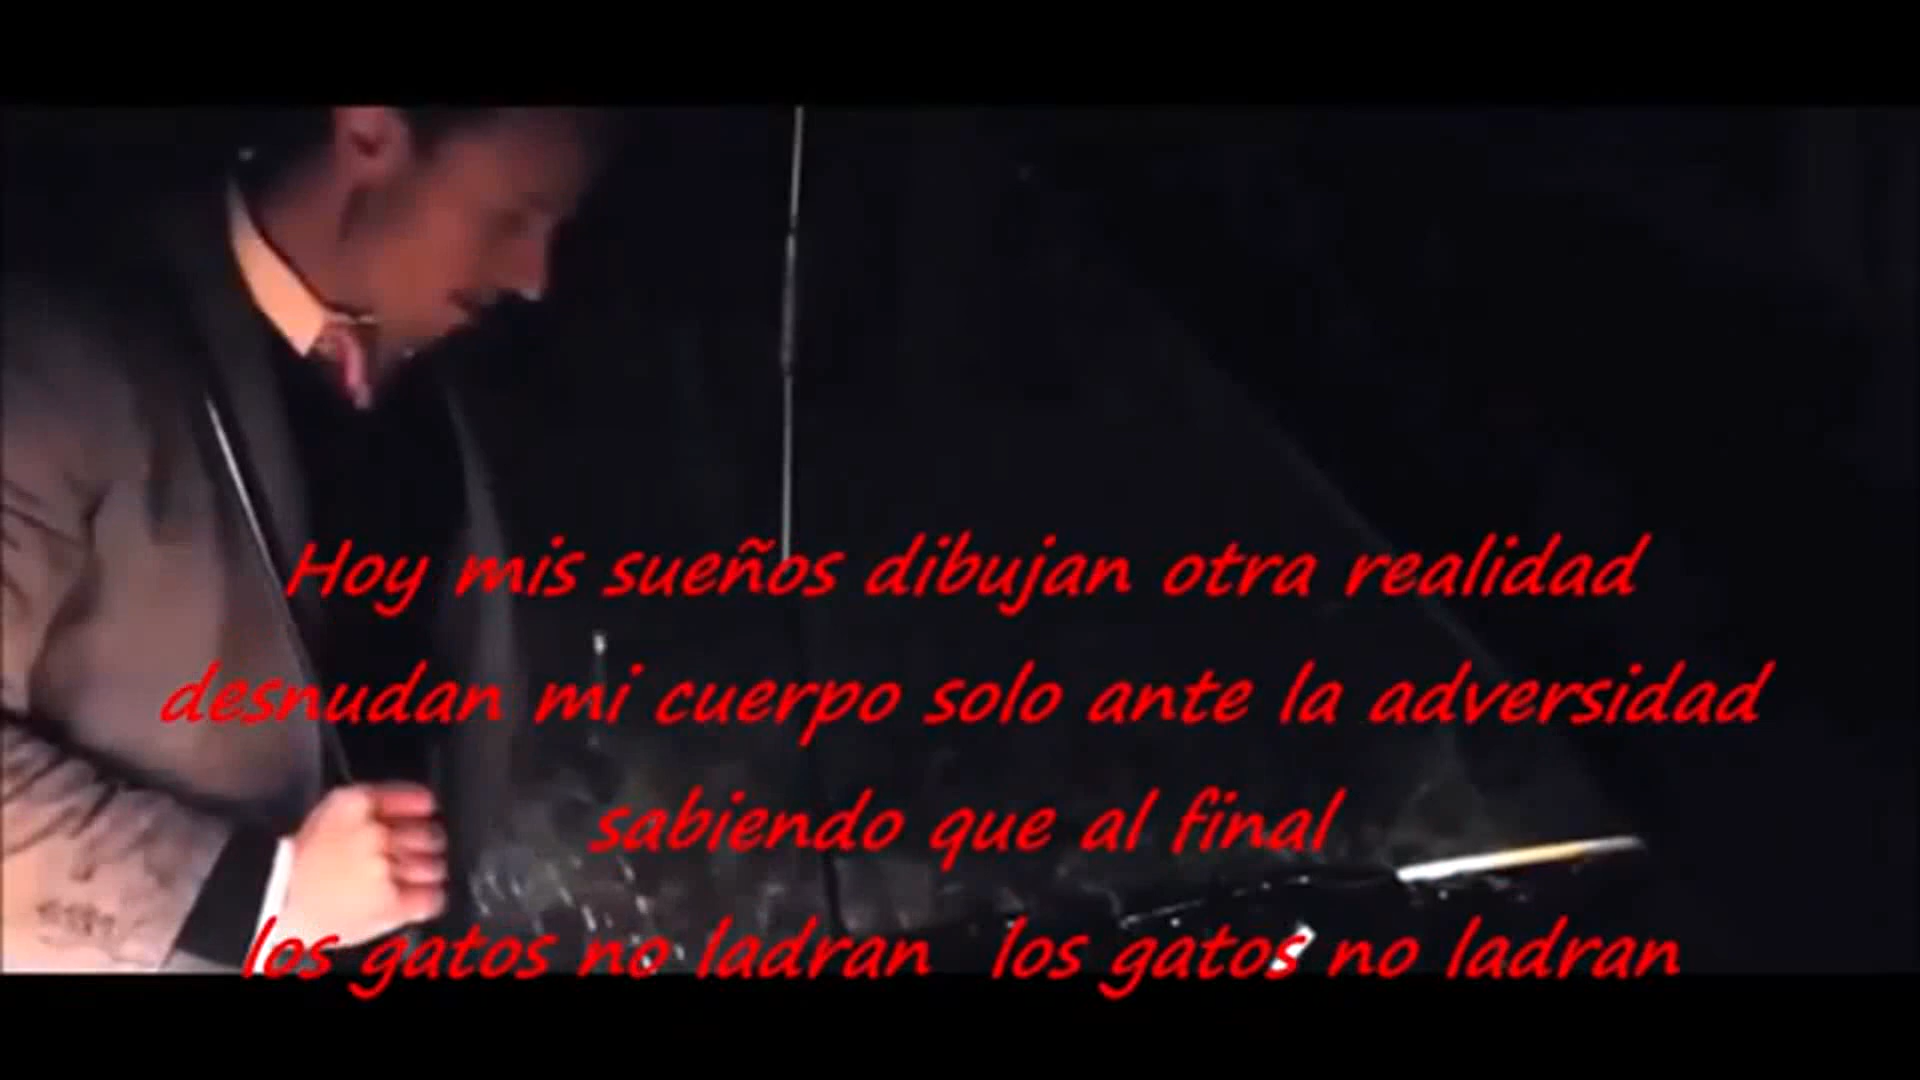 Hoy mis sueños dibujan otra realidad
desnudan mi cuerpo solo ante la adversidad
sabiendo que al final
los gatos no ladran los gatos no ladran